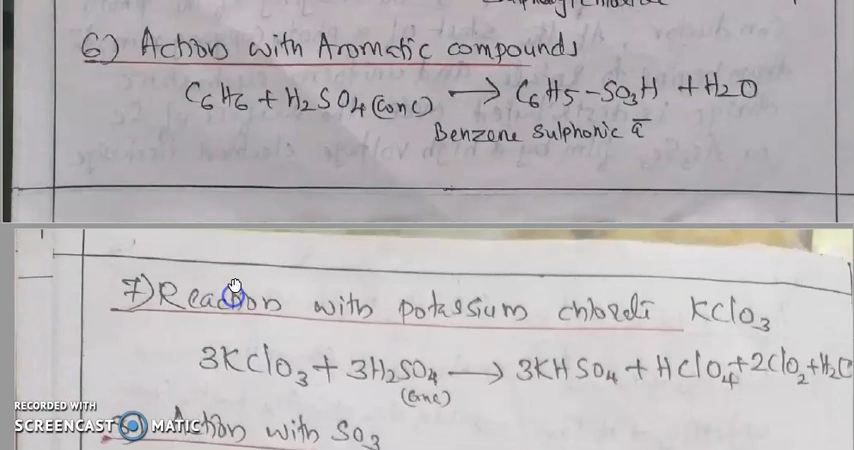 6) Action with Aromatic compounds
C6H6 + H2SO4 (conc) → C6H5-SO3H + H2O
Benzene sulphonic a̅
7) Reaction with potassium chlorate KClO3
3KClO3 + 3H2SO4 → 3KHSO4 + HClO4 + 2ClO2 + H2O
(conc)
RECORDED WITH
SCREENCAST MATIC
Action with SO3